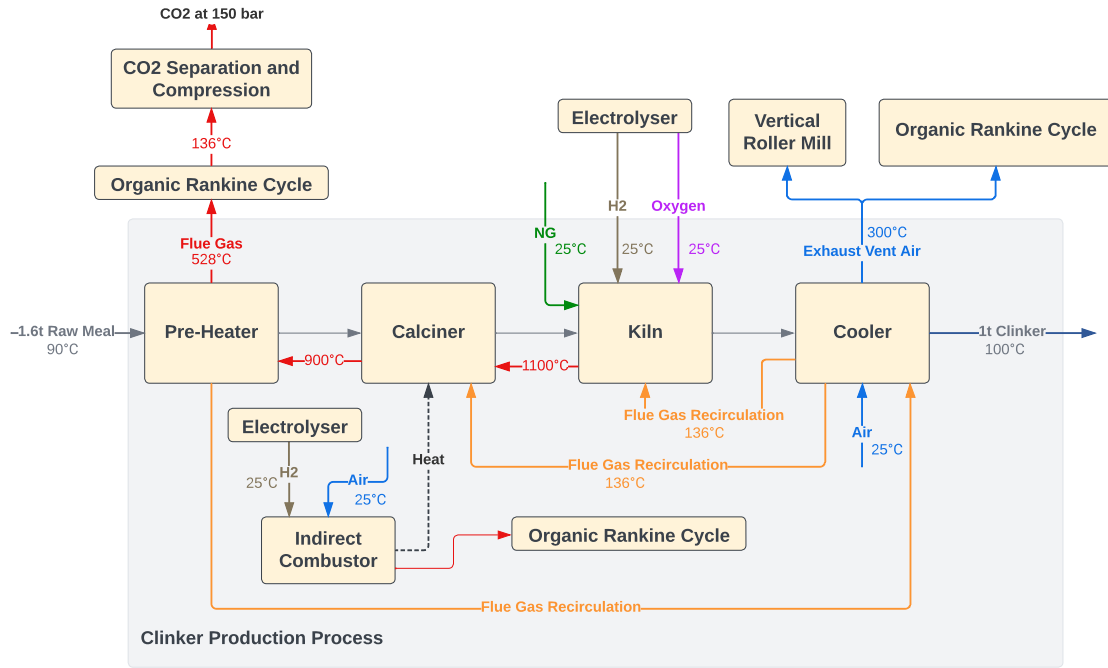 CO2 at 150 bar
CO2 Separation and
Compression
136°C
Organic Rankine Cycle
Flue Gas
528°C
Electrolyser
H2
25°C
Oxygen
25°C
NG
25°C
Vertical
Roller Mill
Organic Rankine Cycle
300°C
Exhaust Vent Air
1.6t Raw Meal
90°C
Pre-Heater
Calciner
Kiln
Cooler
1t Clinker
100°C
900°C
1100°C
Flue Gas Recirculation
136°C
Air
25°C
Flue Gas Recirculation
136°C
Electrolyser
H2
25°C
Air
25°C
Heat
Indirect
Combustor
Organic Rankine Cycle
Flue Gas Recirculation
Clinker Production Process